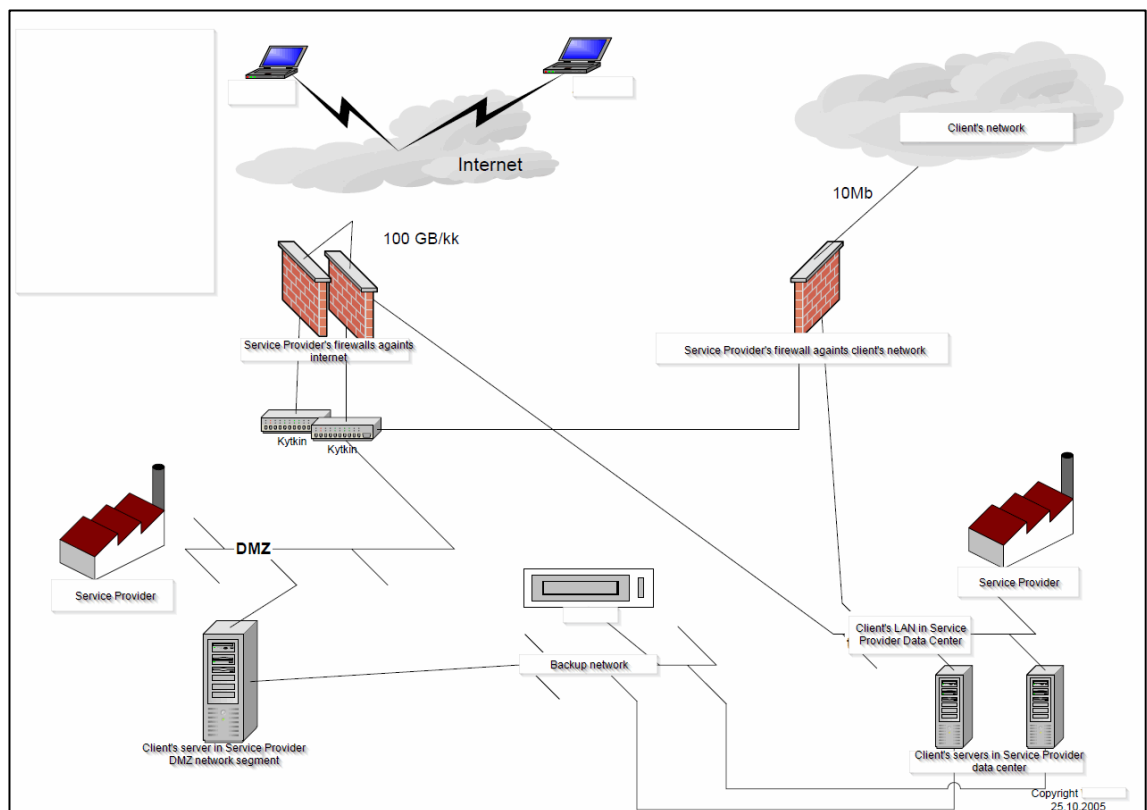 Client's network
Internet
10Mb
100 GB/kk
Service Provider's firewalls againts
internet
Service Provider's firewall againts client's network
Kytkin
Kytkin
DMZ
Service Provider
Service Provider
Client's LAN in Service
Provider Data Center
Backup network
Client's server in Service Provider
DMZ network segment
Client's servers in Service Provider
data center
Copyright
25.10.2005